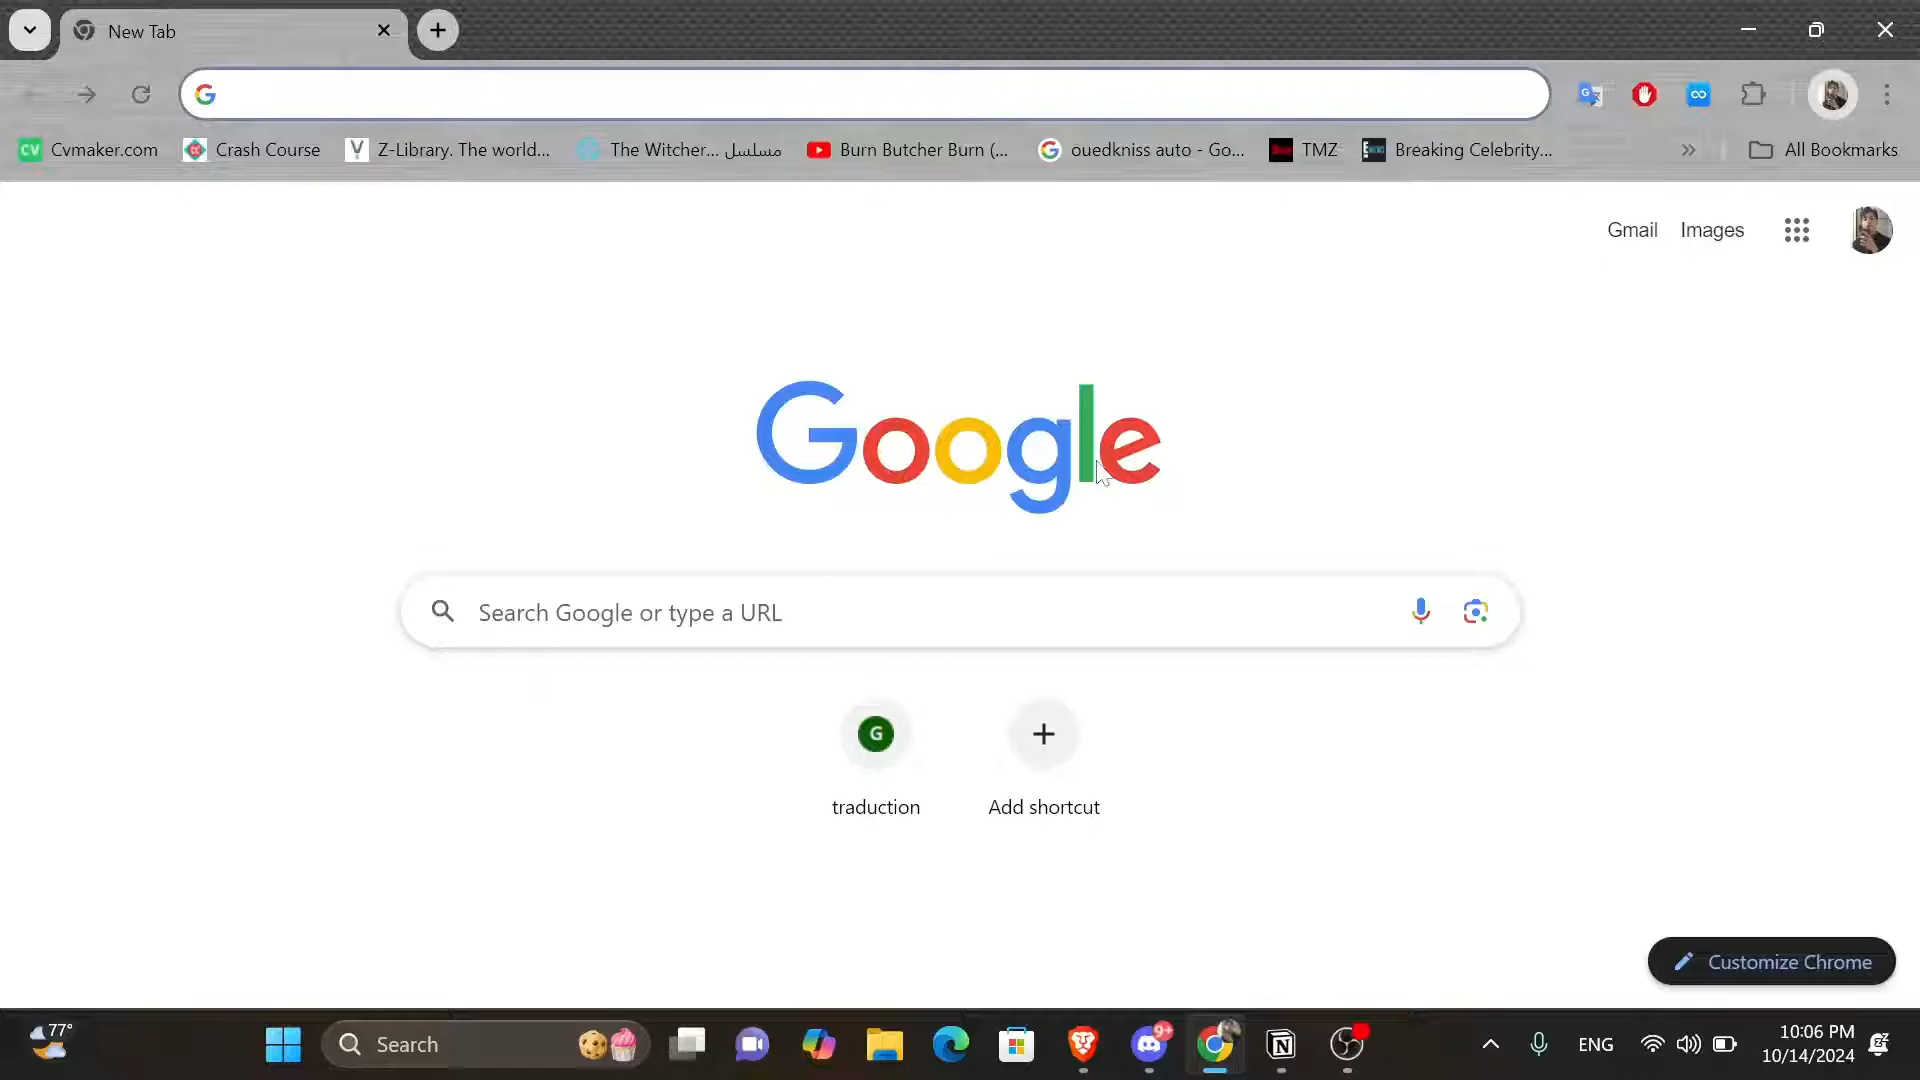 New Tab
CV Cvmaker.com
Crash Course
Z-Library. The world...
The Witcher... مسلسل
Burn Butcher Burn (...
ouedkniss auto - Go...
TMZ
Breaking Celebrity...
All Bookmarks
Gmail
Images
Google
Search Google or type a URL
G
traduction
Add shortcut
Customize Chrome
77°
Search
9+
ENG
10:06 PM
10/14/2024